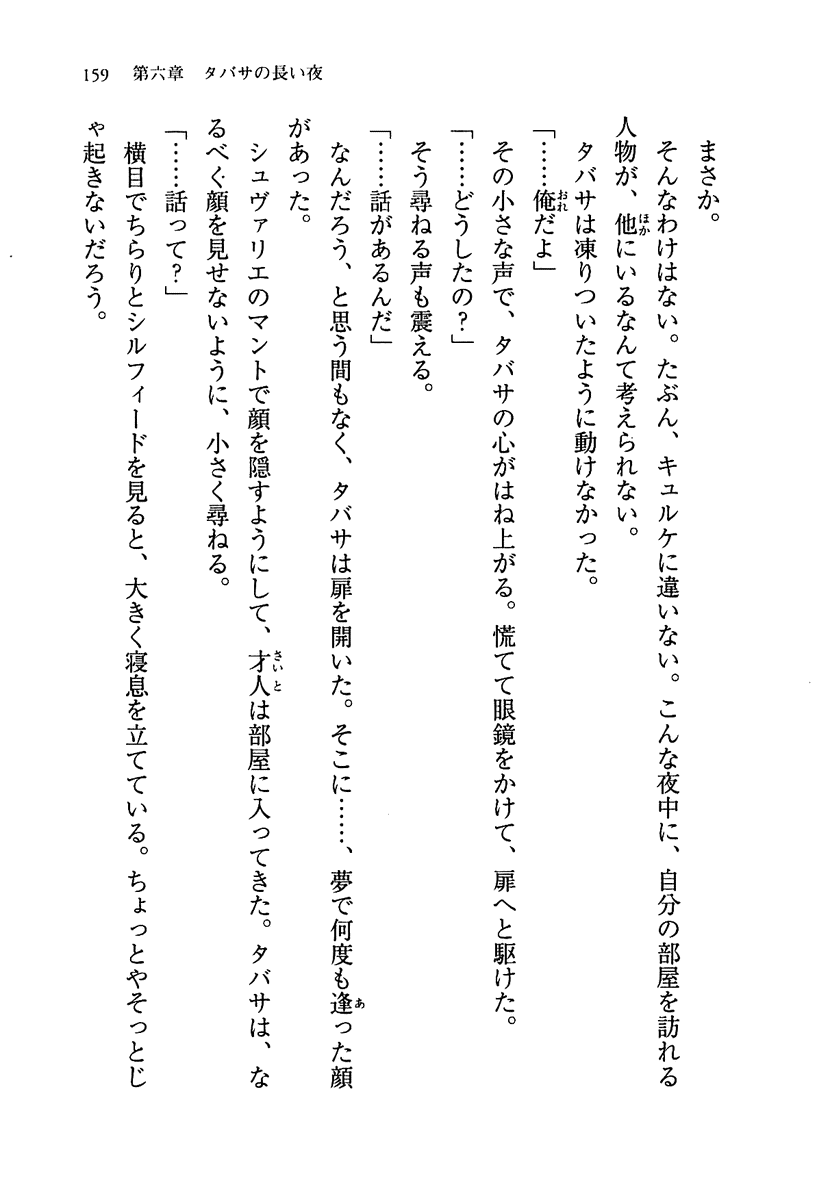 159　第六章　タバサの長い夜
まさか。
そんなわけはない。たぶん、キュルケに違いない。こんな夜中に、自分の部屋を訪れる
人物が、他にいるなんて考えられない。
タバサは凍りついたように動けなかった。
「……俺だよ」
その小さな声で、タバサの心がはね上がる。慌てて眼鏡をかけて、扉へと駆けた。
「……どうしたの？」
そう尋ねる声も震える。
「……話があるんだ」
なんだろう、と思う間もなく、タバサは扉を開いた。そこに……、夢で何度も逢った顔
があった。
シュヴァリエのマントで顔を隠すようにして、才人は部屋に入ってきた。タバサは、な
るべく顔を見せないように、小さく尋ねる。
「……話って？」
横目でちらりとシルフィードを見ると、大きく寝息を立てている。ちょっとやそっとじ
ゃ起きないだろう。